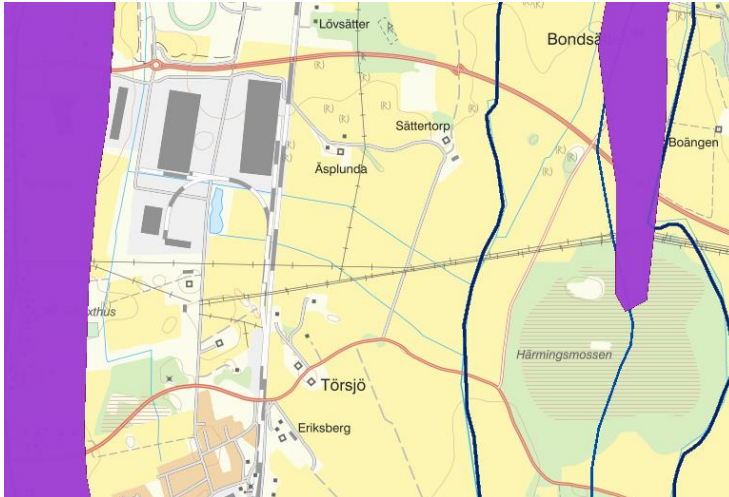 Lövsätter
Bondsä
Sättertorp
Boängen
Äsplunda
(R)
(R)
(R)
(R)
(R)
(R)
(R)
(R)
(R)
(R)
(R)
xthus
Härmingsmossen
Törsjö
Eriksberg